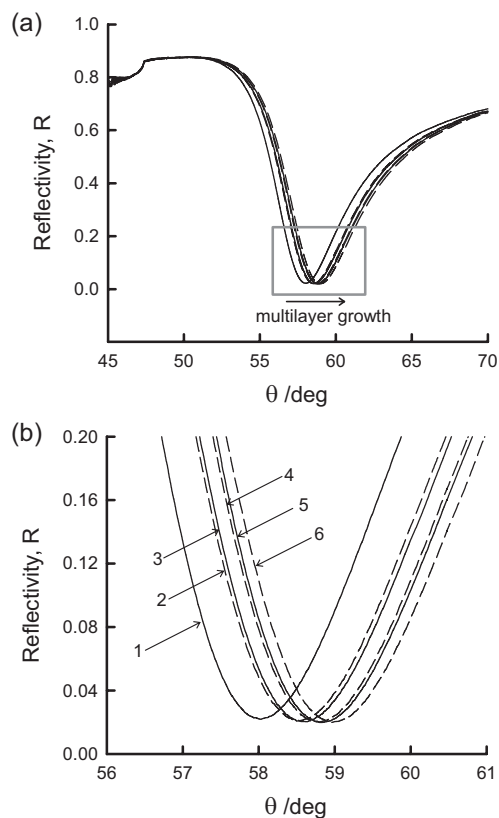 (a)
1.0
0.8
0.6
0.4
0.2
0.0
Reflectivity, R
multilayer growth
45 50 55 60 65 70
θ /deg
(b)
0.20
0.16
0.12
0.08
0.04
0.00
Reflectivity, R
4
5
6
3
2
1
56 57 58 59 60 61
θ /deg